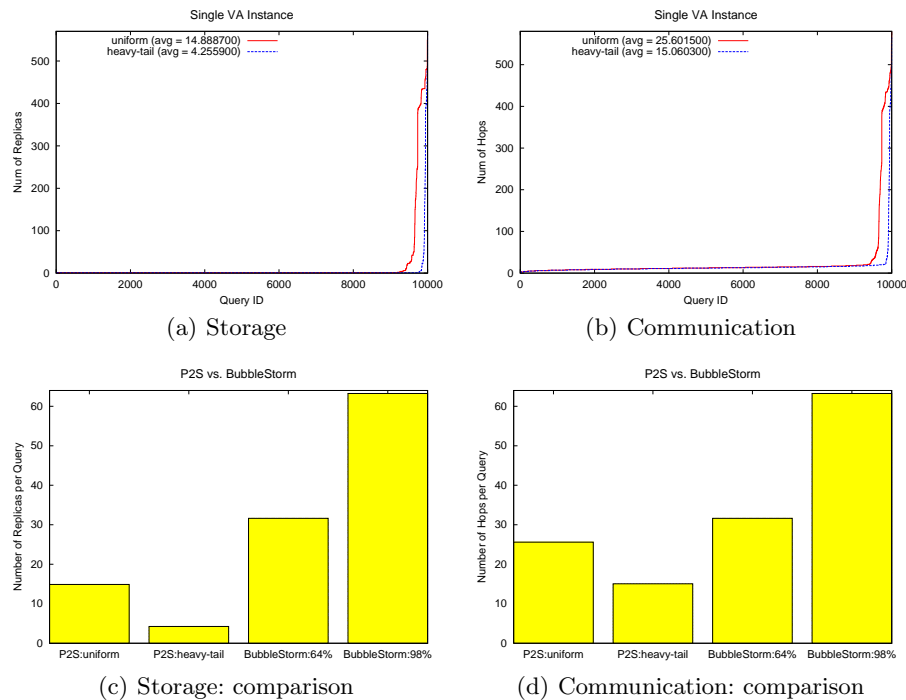 Single VA Instance
uniform (avg = 14.888700)
heavy-tail (avg = 4.255900)
Num of Replicas
500
400
300
200
100
0
0 2000 4000 6000 8000 10000
Query ID
(a) Storage
Single VA Instance
uniform (avg = 25.601500)
heavy-tail (avg = 15.060300)
Num of Hops
500
400
300
200
100
0
0 2000 4000 6000 8000 10000
Query ID
(b) Communication
P2S vs. BubbleStorm
Number of Replicas per Query
60
50
40
30
20
10
0
P2S:uniform P2S:heavy-tail BubbleStorm:64% BubbleStorm:98%
(c) Storage: comparison
P2S vs. BubbleStorm
Number of Hops per Query
60
50
40
30
20
10
0
P2S:uniform P2S:heavy-tail BubbleStorm:64% BubbleStorm:98%
(d) Communication: comparison